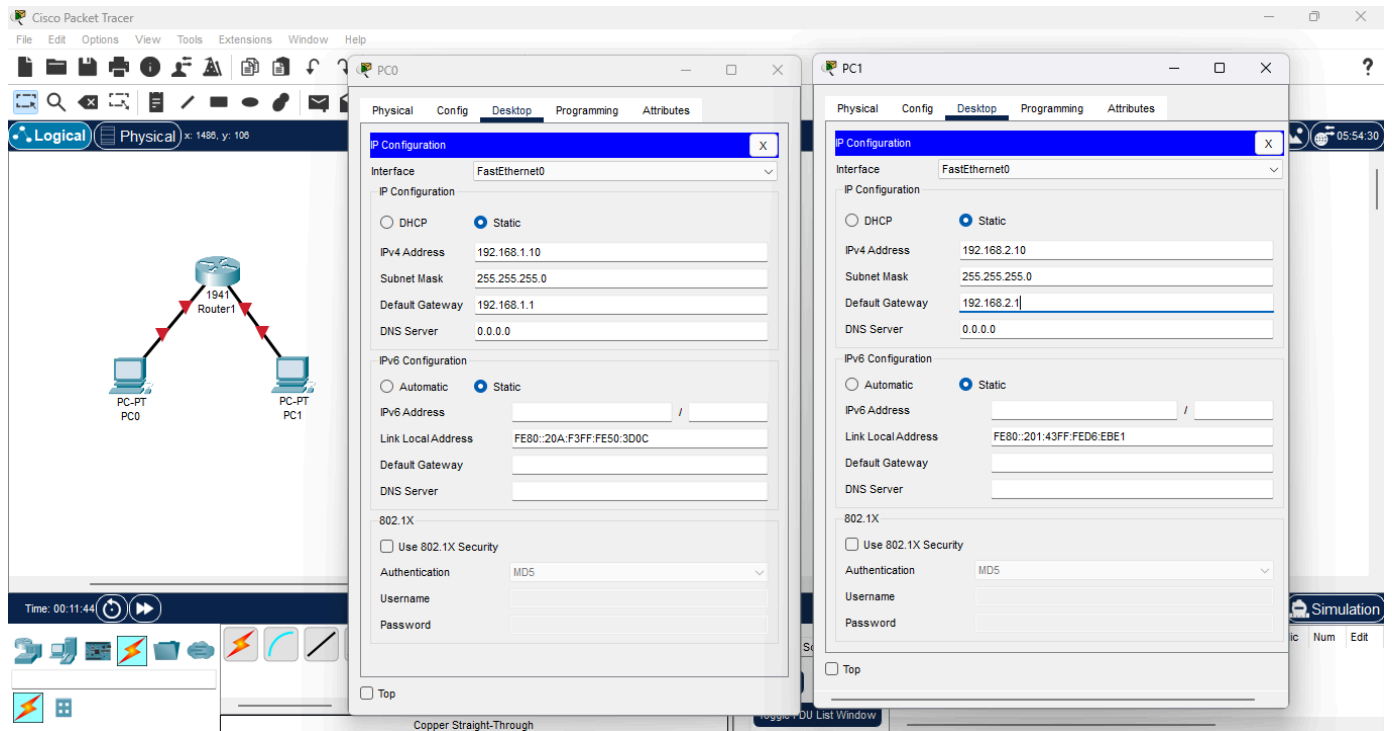 Cisco Packet Tracer
File Edit Options View Tools Extensions Window Help
Logical Physical x: 1486, y: 106
05:54:30
1941
Router1
PC-PT
PC0
PC-PT
PC1
Time: 00:11:44
Simulation
Num Edit
Copper Straight-Through
Toggle PDU List Window
PC0
Physical Config Desktop Programming Attributes
IP Configuration X
Interface FastEthernet0
IP Configuration
DHCP Static
IPv4 Address 192.168.1.10
Subnet Mask 255.255.255.0
Default Gateway 192.168.1.1
DNS Server 0.0.0.0
IPv6 Configuration
Automatic Static
IPv6 Address /
Link Local Address FE80::20A:F3FF:FE50:3D0C
Default Gateway
DNS Server
802.1X
Use 802.1X Security
Authentication MD5
Username
Password
Top
PC1
Physical Config Desktop Programming Attributes
IP Configuration X
Interface FastEthernet0
IP Configuration
DHCP Static
IPv4 Address 192.168.2.10
Subnet Mask 255.255.255.0
Default Gateway 192.168.2.1
DNS Server 0.0.0.0
IPv6 Configuration
Automatic Static
IPv6 Address /
Link Local Address FE80::201:43FF:FED6:EBE1
Default Gateway
DNS Server
802.1X
Use 802.1X Security
Authentication MD5
Username
Password
Top